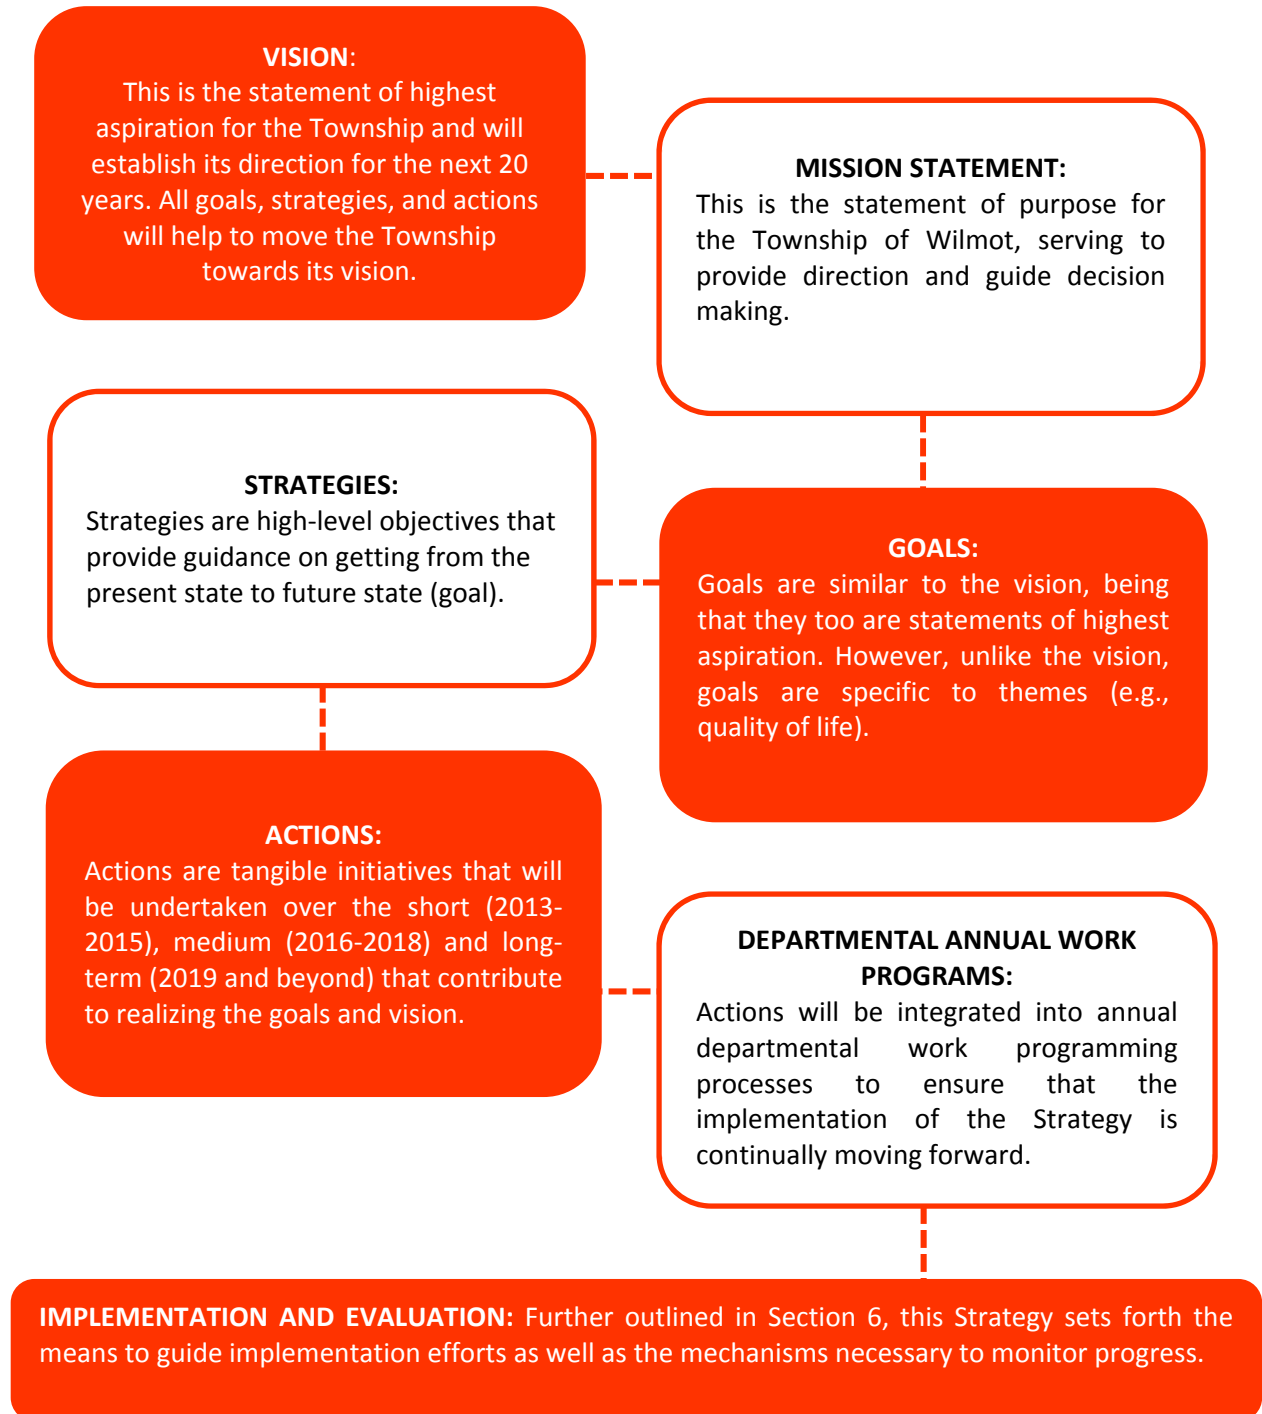 VISION:
This is the statement of highest
aspiration for the Township and will
establish its direction for the next 20
years. All goals, strategies, and actions
will help to move the Township
towards its vision.
MISSION STATEMENT:
This is the statement of purpose for
the Township of Wilmot, serving to
provide direction and guide decision
making.
GOALS:
Goals are similar to the vision, being
that they too are statements of highest
aspiration. However, unlike the vision,
goals are specific to themes (e.g.,
quality of life).
STRATEGIES:
Strategies are high-level objectives that
provide guidance on getting from the
present state to future state (goal).
ACTIONS:
Actions are tangible initiatives that will
be undertaken over the short (2013-
2015), medium (2016-2018) and long-
term (2019 and beyond) that contribute
to realizing the goals and vision.
DEPARTMENTAL ANNUAL WORK
PROGRAMS:
Actions will be integrated into annual
departmental work programming
processes to ensure that the
implementation of the Strategy is
continually moving forward.
IMPLEMENTATION AND EVALUATION: Further outlined in Section 6, this Strategy sets forth the
means to guide implementation efforts as well as the mechanisms necessary to monitor progress.